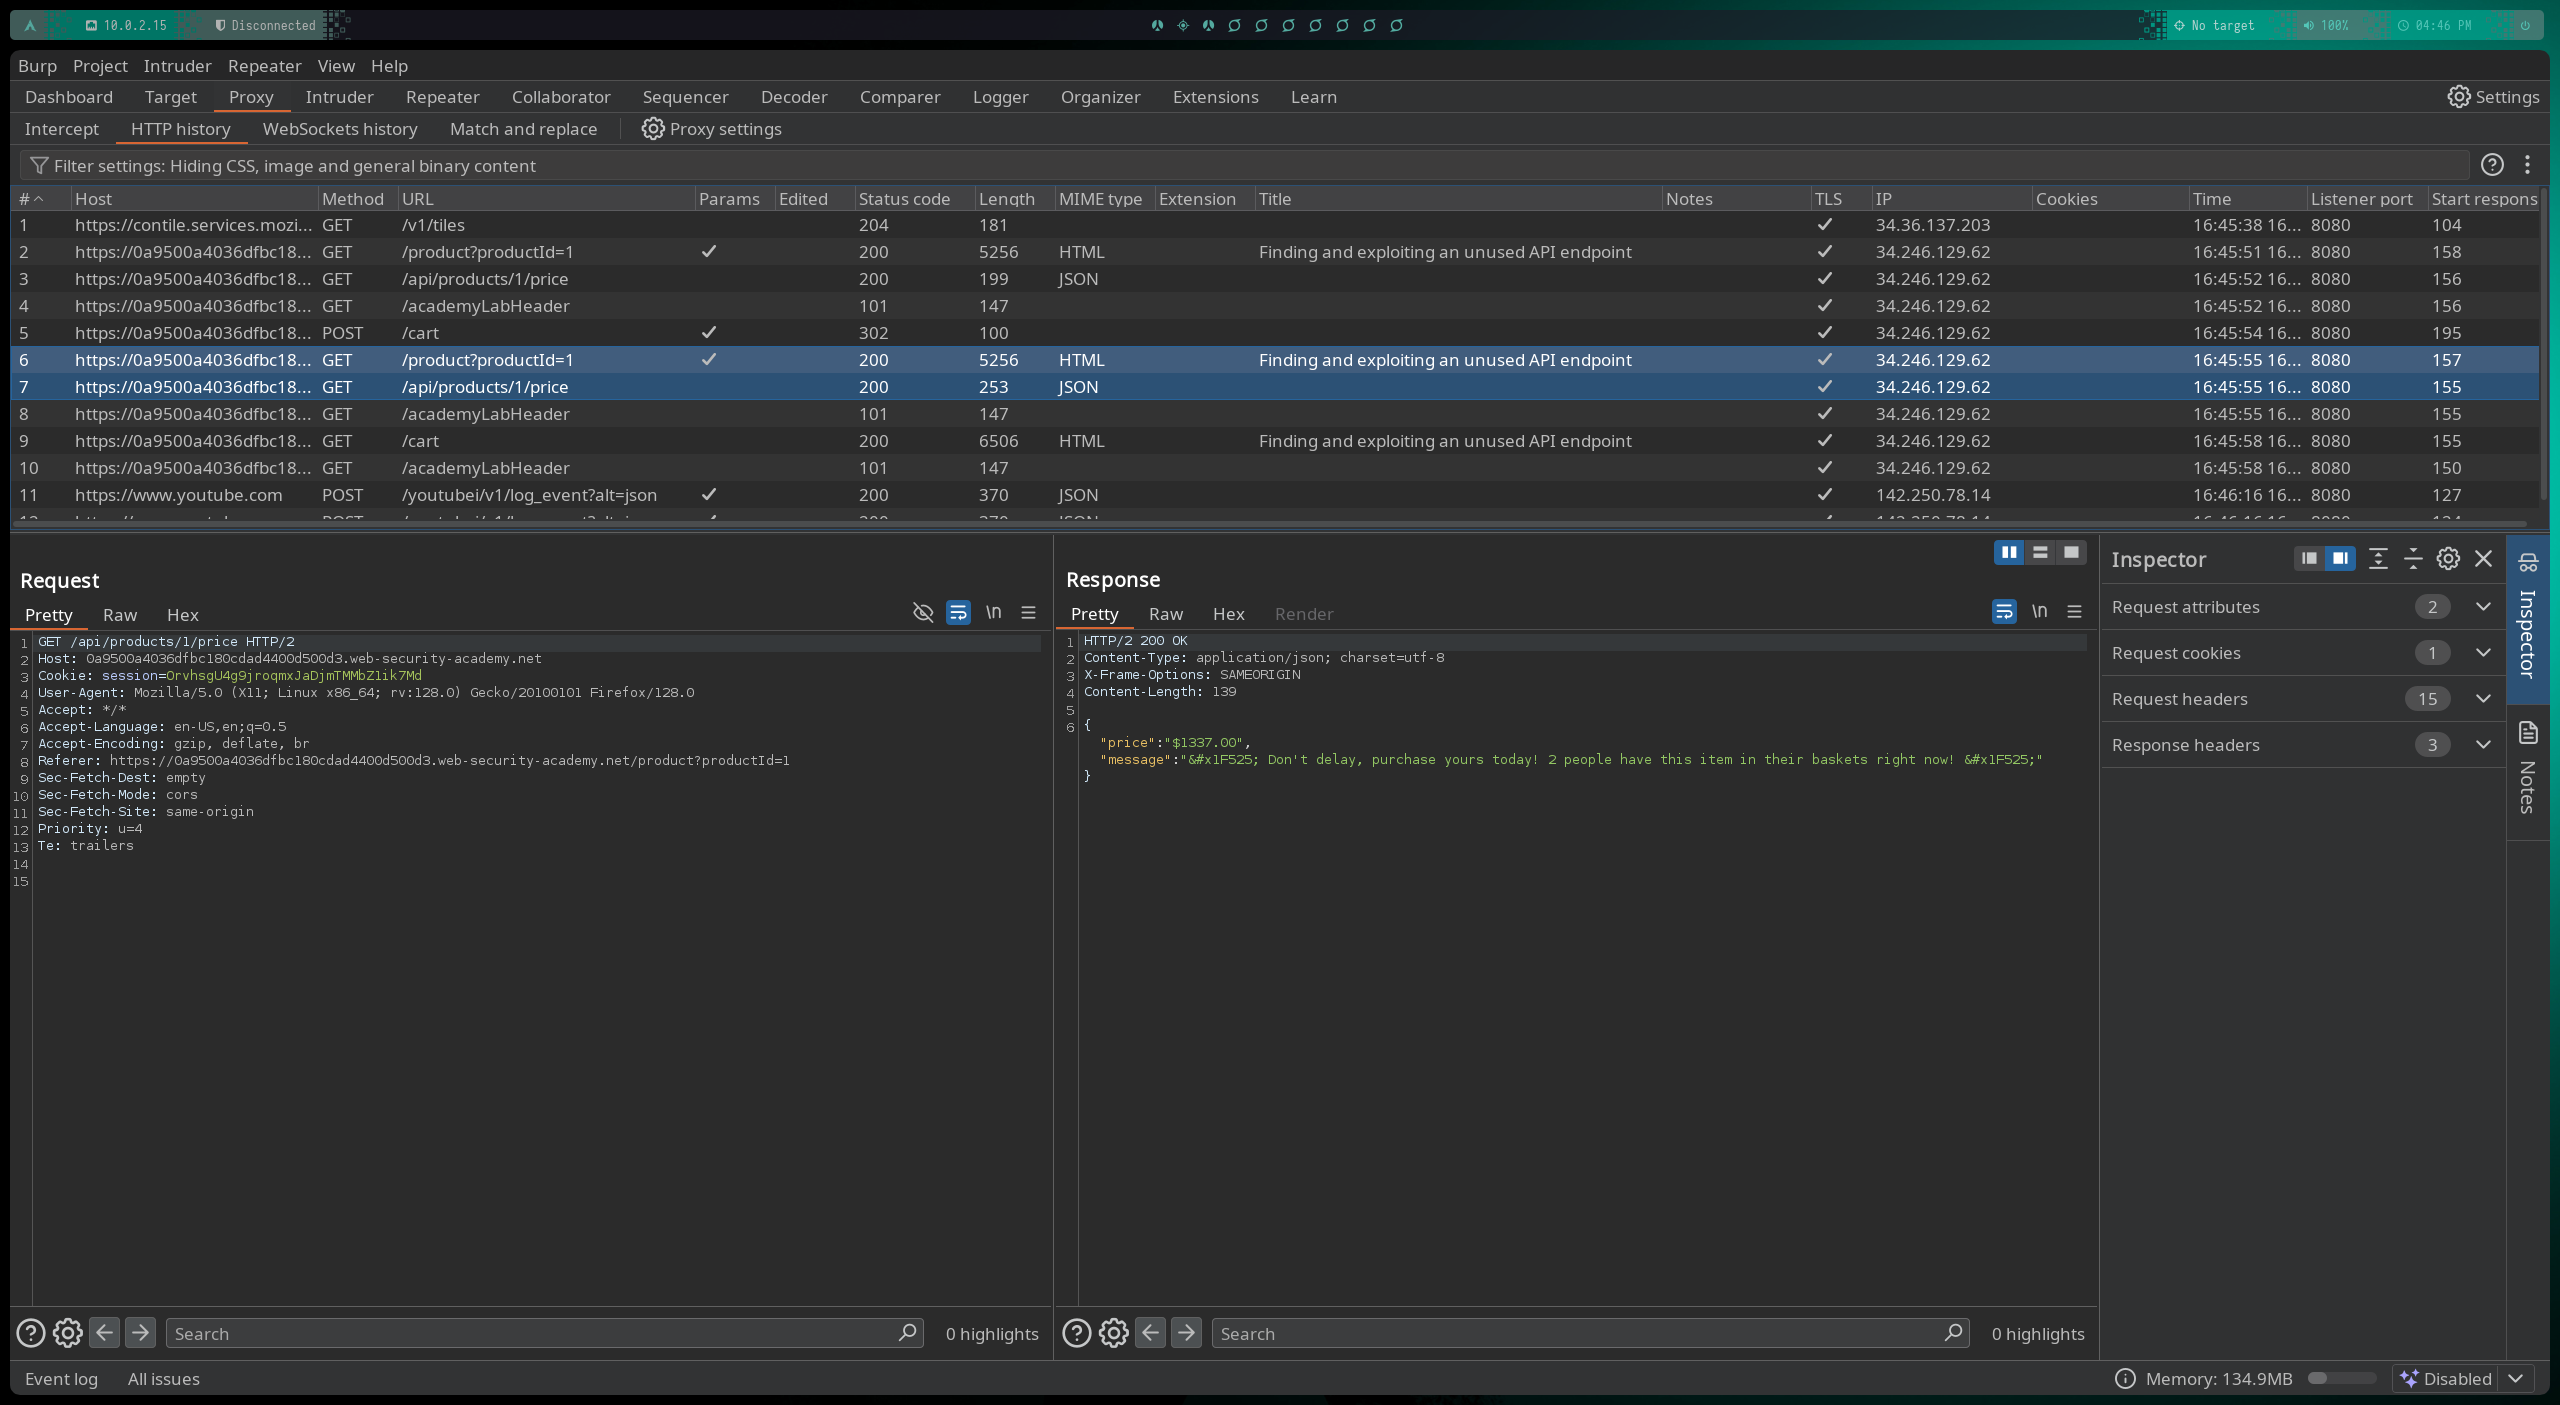 10.0.2.15 Disconnected No target 100% 04:46 PM
Burp Project Intruder Repeater View Help
Dashboard Target Proxy Intruder Repeater Collaborator Sequencer Decoder Comparer Logger Organizer Extensions Learn Settings
Intercept HTTP history WebSockets history Match and replace Proxy settings
Filter settings: Hiding CSS, image and general binary content
# Host Method URL Params Edited Status code Length MIME type Extension Title Notes TLS IP Cookies Time Listener port Start respons
1 https://contile.services.mozi... GET /v1/tiles 204 181 34.36.137.203 16:45:38 16... 8080 104
2 https://0a9500a4036dfbc18... GET /product?productId=1 200 5256 HTML Finding and exploiting an unused API endpoint 34.246.129.62 16:45:51 16... 8080 158
3 https://0a9500a4036dfbc18... GET /api/products/1/price 200 199 JSON 34.246.129.62 16:45:52 16... 8080 156
4 https://0a9500a4036dfbc18... GET /academyLabHeader 101 147 34.246.129.62 16:45:52 16... 8080 156
5 https://0a9500a4036dfbc18... POST /cart 302 100 34.246.129.62 16:45:54 16... 8080 195
6 https://0a9500a4036dfbc18... GET /product?productId=1 200 5256 HTML Finding and exploiting an unused API endpoint 34.246.129.62 16:45:55 16... 8080 157
7 https://0a9500a4036dfbc18... GET /api/products/1/price 200 253 JSON 34.246.129.62 16:45:55 16... 8080 155
8 https://0a9500a4036dfbc18... GET /academyLabHeader 101 147 34.246.129.62 16:45:55 16... 8080 155
9 https://0a9500a4036dfbc18... GET /cart 200 6506 HTML Finding and exploiting an unused API endpoint 34.246.129.62 16:45:58 16... 8080 155
10 https://0a9500a4036dfbc18... GET /academyLabHeader 101 147 34.246.129.62 16:45:58 16... 8080 150
11 https://www.youtube.com POST /youtubei/v1/log_event?alt=json 200 370 JSON 142.250.78.14 16:46:16 16... 8080 127
Request
Pretty Raw Hex \n
1 GET /api/products/1/price HTTP/2
2 Host: 0a9500a4036dfbc180cdad4400d500d3.web-security-academy.net
3 Cookie: session=OrvhsgU4g9jroqmxJaDjmTMMbZ1ik7Md
4 User-Agent: Mozilla/5.0 (X11; Linux x86_64; rv:128.0) Gecko/20100101 Firefox/128.0
5 Accept: */*
6 Accept-Language: en-US,en;q=0.5
7 Accept-Encoding: gzip, deflate, br
8 Referer: https://0a9500a4036dfbc180cdad4400d500d3.web-security-academy.net/product?productId=1
9 Sec-Fetch-Dest: empty
10 Sec-Fetch-Mode: cors
11 Sec-Fetch-Site: same-origin
12 Priority: u=4
13 Te: trailers
14
15
Search 0 highlights
Response
Pretty Raw Hex Render \n
1 HTTP/2 200 OK
2 Content-Type: application/json; charset=utf-8
3 X-Frame-Options: SAMEORIGIN
4 Content-Length: 139
5
6 {
"price":"$1337.00",
"message":"&#x1F525; Don't delay, purchase yours today! 2 people have this item in their baskets right now! &#x1F525;"
}
Search 0 highlights
Inspector
Request attributes 2
Request cookies 1
Request headers 15
Response headers 3
Inspector
Notes
Event log All issues Memory: 134.9MB Disabled